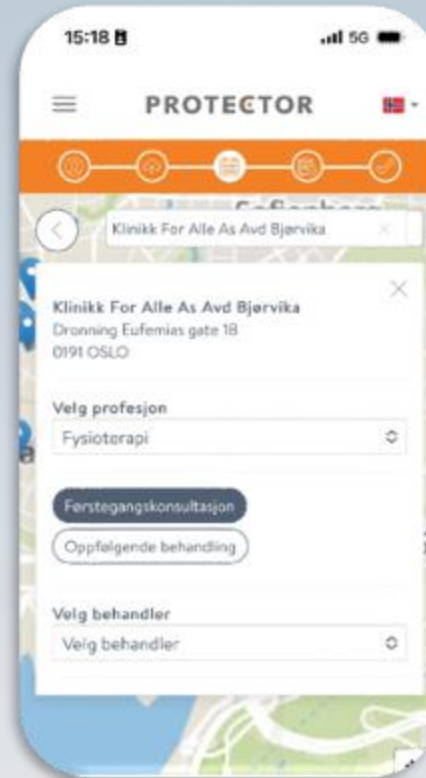 15:18
5G
PROTECTOR
Sofienberg
Klinikk For Alle As Avd Bjørvika
Klinikk For Alle As Avd Bjørvika
Dronning Eufemias gate 18
0191 OSLO
Velg profesjon
Fysioterapi
Førstegangskonsultasjon
Oppfølgende behandling
Velg behandler
Velg behandler